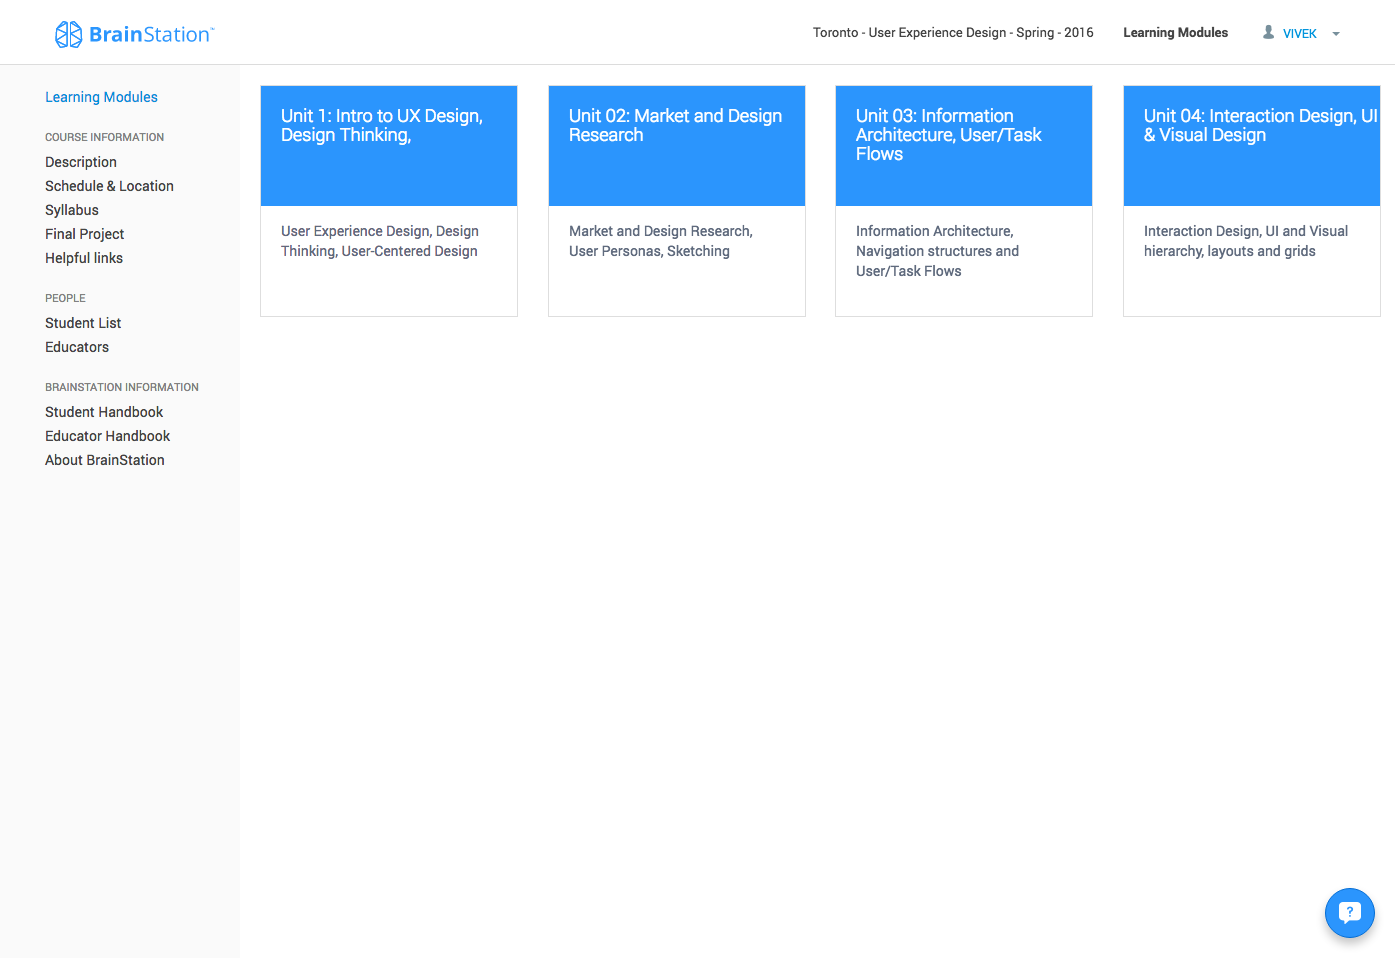 BrainStation™
Toronto - User Experience Design - Spring - 2016
Learning Modules
VIVEK
Learning Modules
COURSE INFORMATION
Description
Schedule & Location
Syllabus
Final Project
Helpful links
PEOPLE
Student List
Educators
BRAINSTATION INFORMATION
Student Handbook
Educator Handbook
About BrainStation
Unit 1: Intro to UX Design,
Design Thinking,
User Experience Design, Design
Thinking, User-Centered Design
Unit 02: Market and Design
Research
Market and Design Research,
User Personas, Sketching
Unit 03: Information
Architecture, User/Task
Flows
Information Architecture,
Navigation structures and
User/Task Flows
Unit 04: Interaction Design, UI
& Visual Design
Interaction Design, UI and Visual
hierarchy, layouts and grids
?